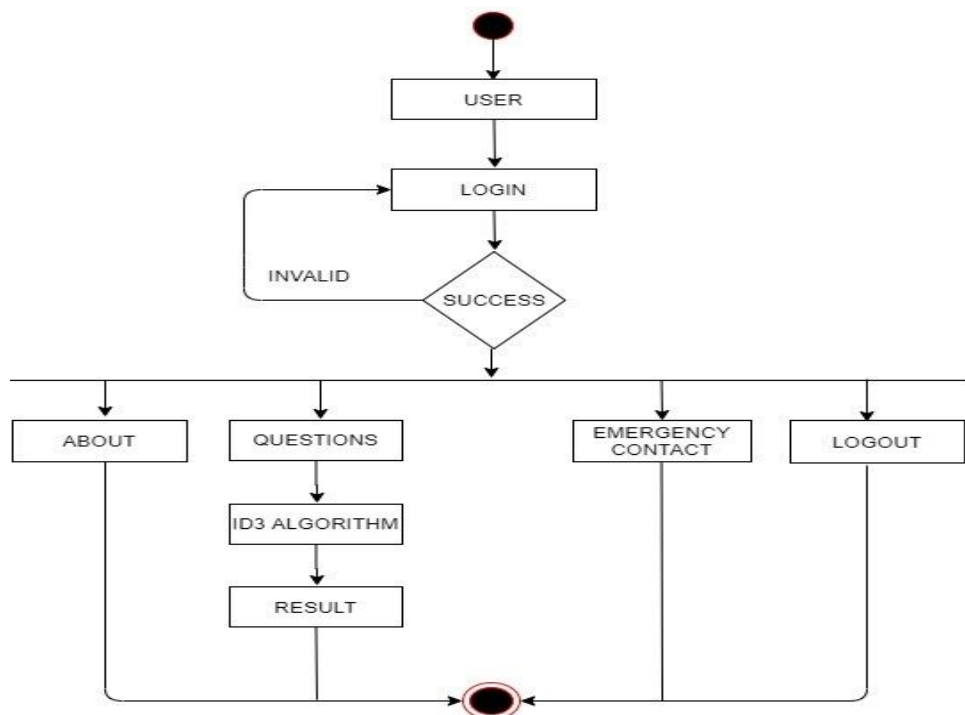 USER
LOGIN
INVALID
SUCCESS
ABOUT
QUESTIONS
EMERGENCY
CONTACT
LOGOUT
ID3 ALGORITHM
RESULT